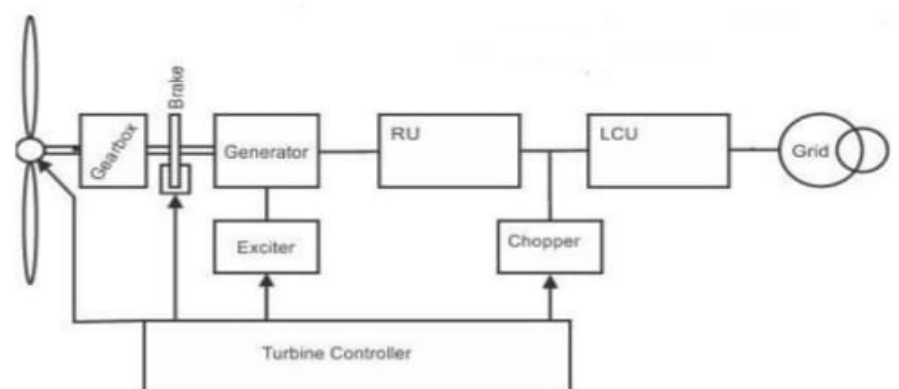 Gearbox
Brake
Generator
RU
LCU
Grid
Exciter
Chopper
Turbine Controller